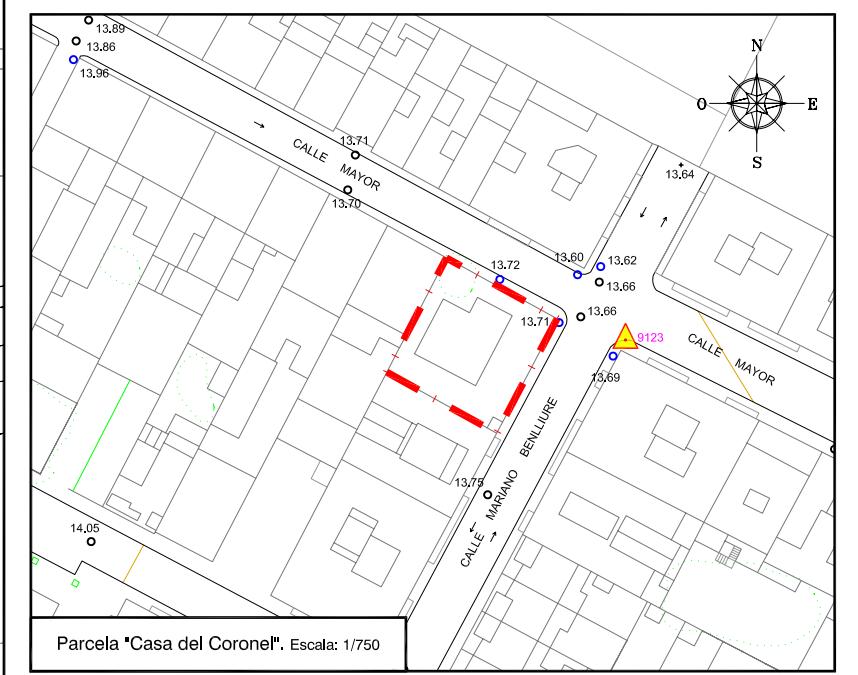 13.89
13.86
13.96
N
O
E
S
13.71
CALLE MAYOR
13.70
13.64
13.72
13.60
13.62
13.66
13.71
13.66
9123
CALLE MAYOR
13.69
CALLE MARIANO BENLLIURE
13.75
14.05
Parcela "Casa del Coronel". Escala: 1/750